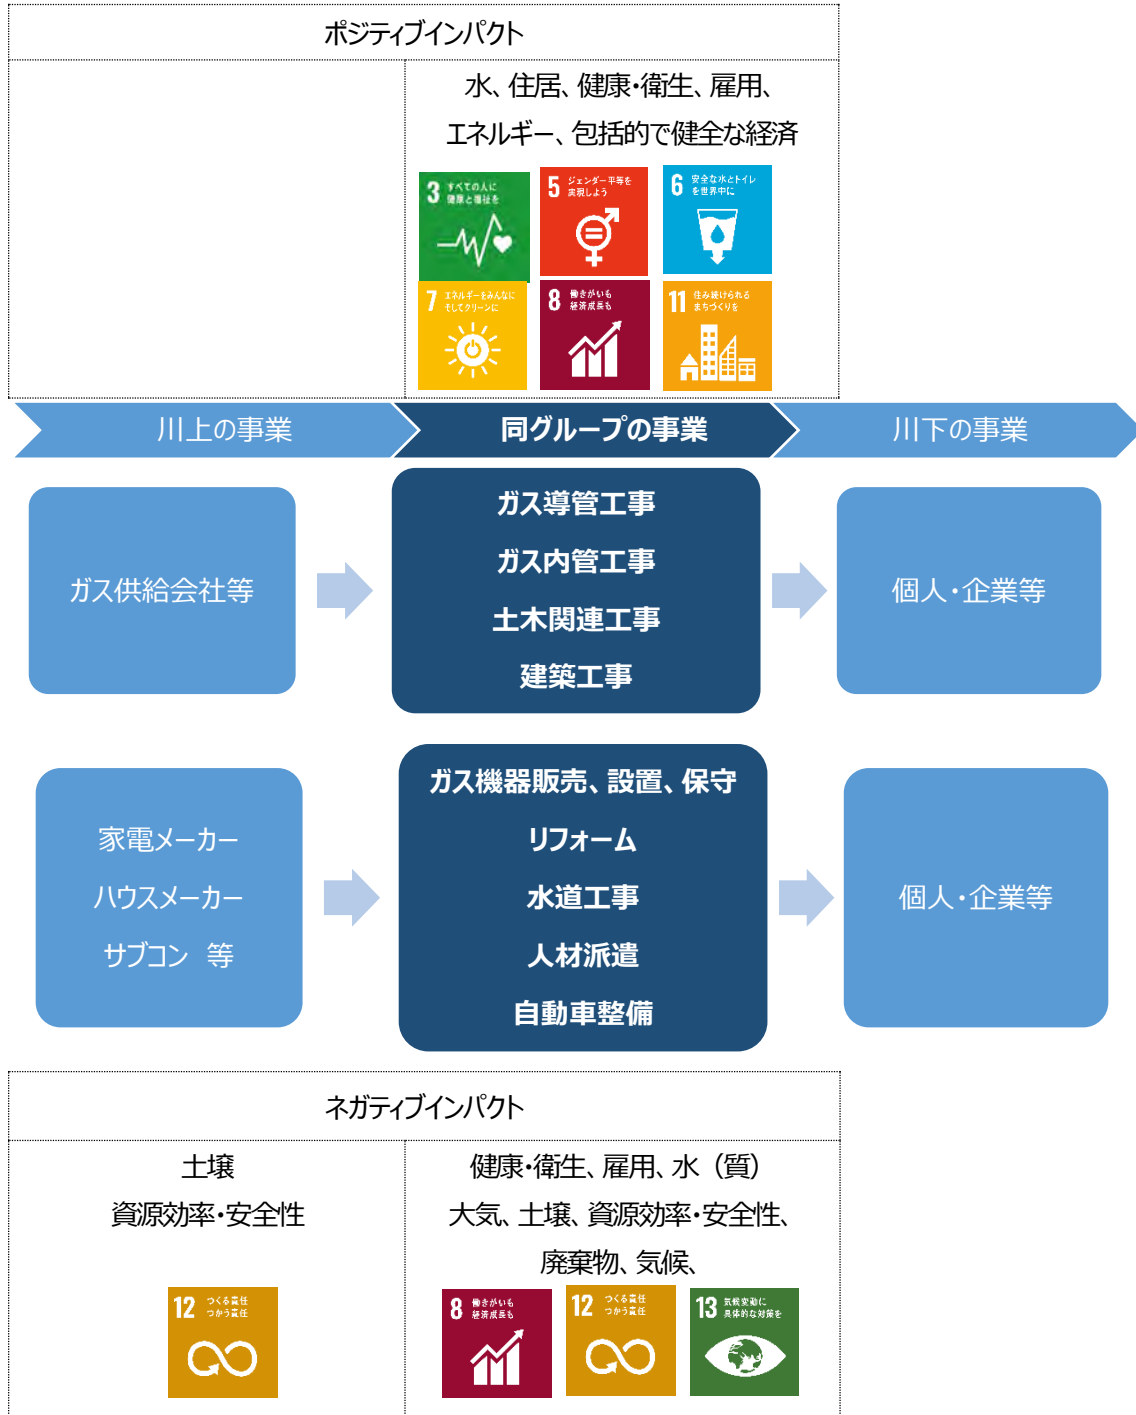 ポジティブインパクト
水、住居、健康・衛生、雇用、
エネルギー、包括的で健全な経済
3 すべての人に
健康と福祉を
5 ジェンダー平等を
実現しよう
6 安全な水とトイレ
を世界中に
7 エネルギーをみんなに
そしてクリーンに
8 働きがいも
経済成長も
11 住み続けられる
まちづくりを
川上の事業
同グループの事業
川下の事業
ガス供給会社等
ガス導管工事
ガス内管工事
土木関連工事
建築工事
個人・企業等
家電メーカー
ハウスメーカー
サブコン 等
ガス機器販売、設置、保守
リフォーム
水道工事
人材派遣
自動車整備
個人・企業等
ネガティブインパクト
土壌
資源効率・安全性
12 つくる責任
つかう責任
健康・衛生、雇用、水（質）
大気、土壌、資源効率・安全性、
廃棄物、気候、
8 働きがいも
経済成長も
12 つくる責任
つかう責任
13 気候変動に
具体的な対策を